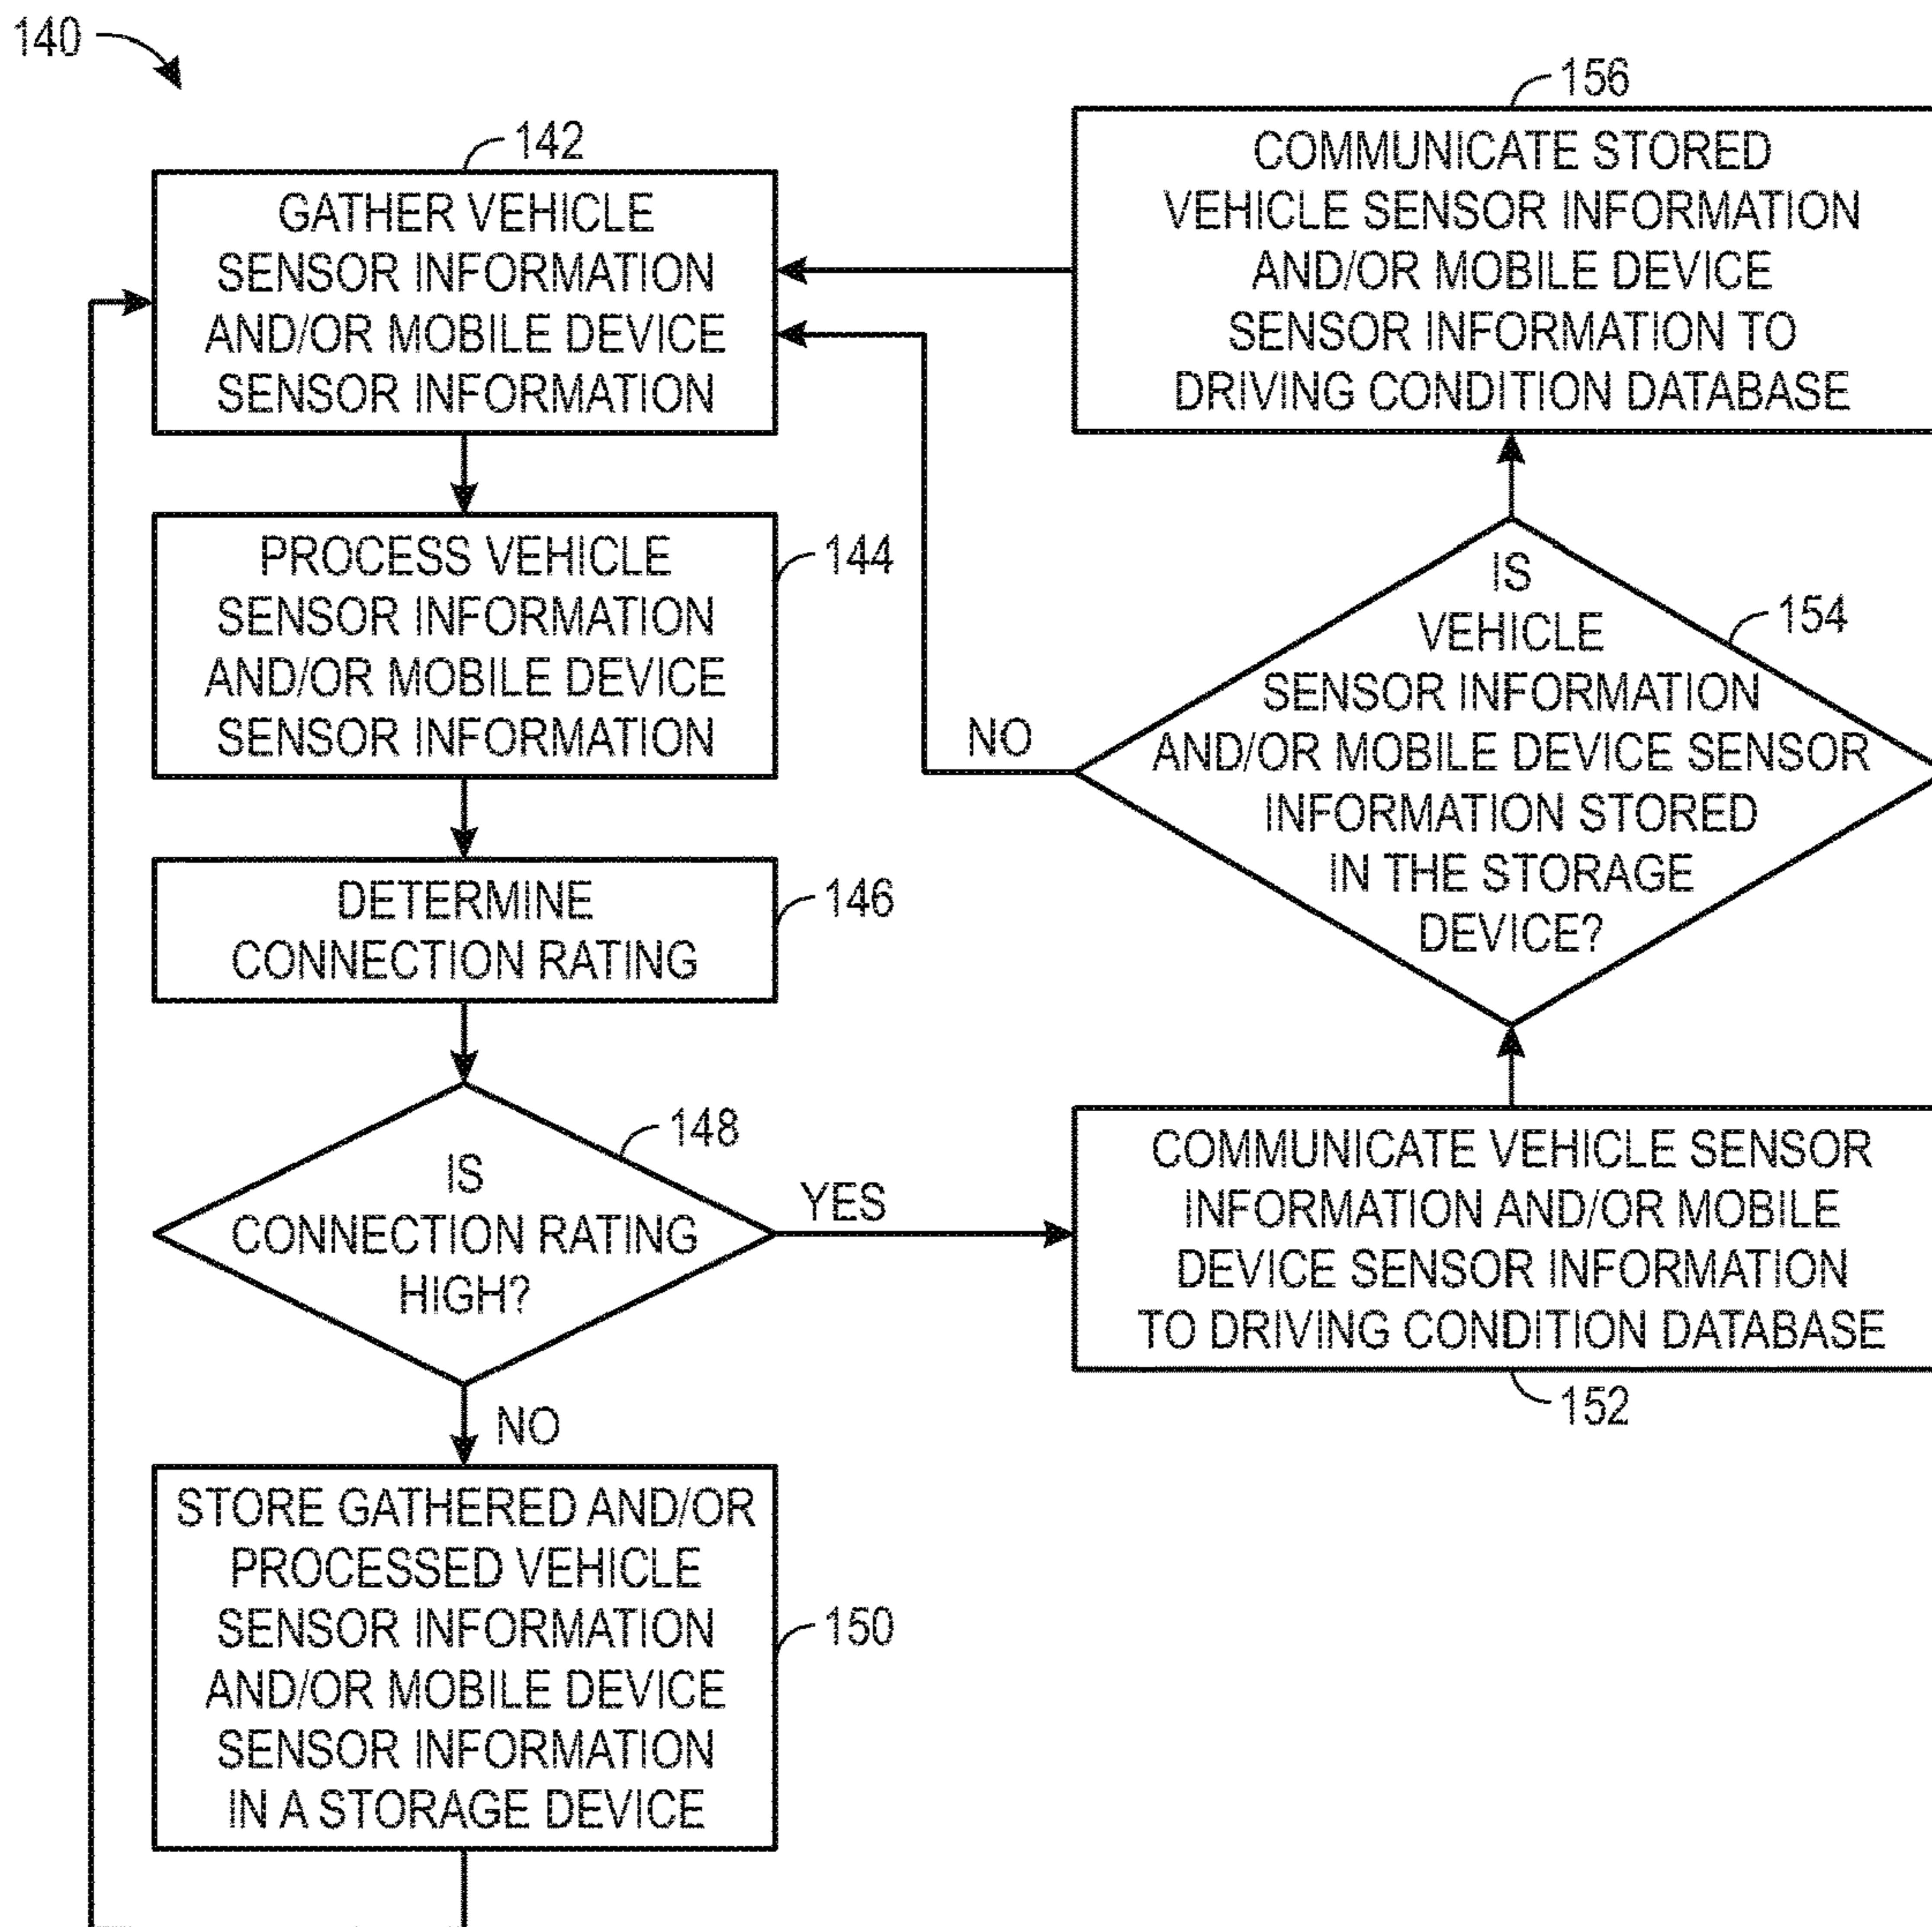 140
142
GATHER VEHICLE
SENSOR INFORMATION
AND/OR MOBILE DEVICE
SENSOR INFORMATION
PROCESS VEHICLE
SENSOR INFORMATION
AND/OR MOBILE DEVICE
SENSOR INFORMATION
144
DETERMINE
CONNECTION RATING
146
148
IS
CONNECTION RATING
HIGH?
YES
NO
STORE GATHERED AND/OR
PROCESSED VEHICLE
SENSOR INFORMATION
AND/OR MOBILE DEVICE
SENSOR INFORMATION
IN A STORAGE DEVICE
150
COMMUNICATE VEHICLE SENSOR
INFORMATION AND/OR MOBILE
DEVICE SENSOR INFORMATION
TO DRIVING CONDITION DATABASE
152
IS
VEHICLE
SENSOR INFORMATION
AND/OR MOBILE DEVICE SENSOR
INFORMATION STORED
IN THE STORAGE
DEVICE?
154
NO
156
COMMUNICATE STORED
VEHICLE SENSOR INFORMATION
AND/OR MOBILE DEVICE
SENSOR INFORMATION TO
DRIVING CONDITION DATABASE